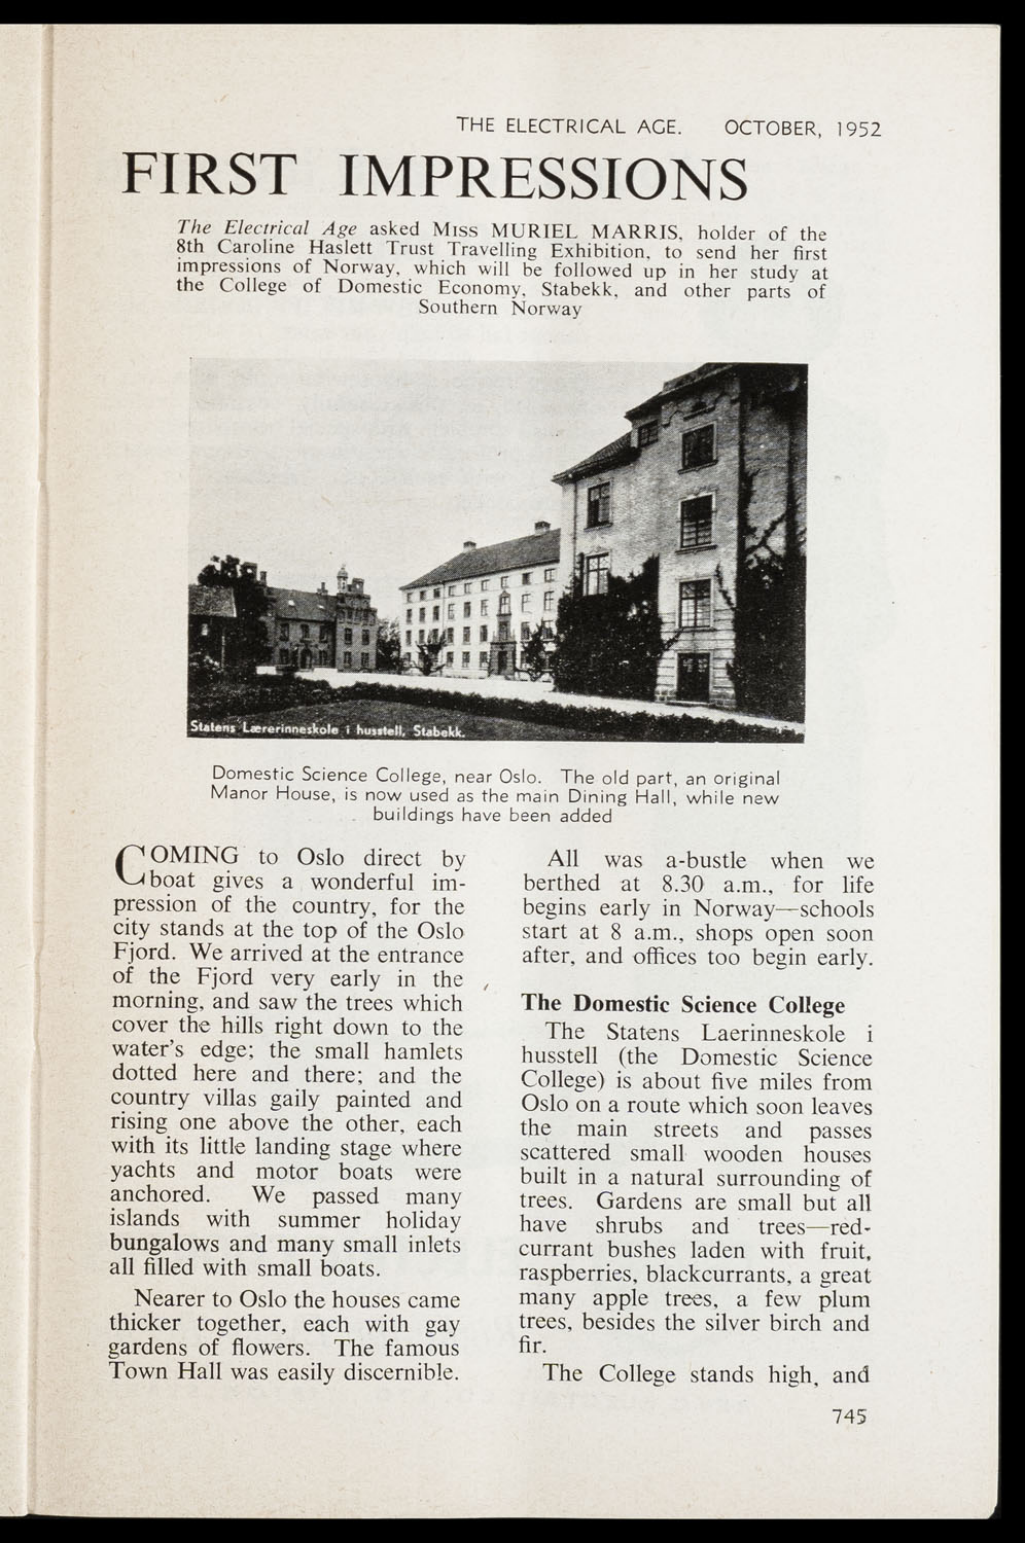 THE ELECTRICAL AGE. OCTOBER, 1952
FIRST IMPRESSIONS
The Electrical Age asked Miss MURIEL MARRIS, holder of the
8th Caroline Haslett Trust Travelling Exhibition, to send her first
impressions of Norway, which will be followed up in her study at
the College of Domestic Economy, Stabekk, and other parts of
Southern Norway
Statens Lærerinneskole i husstell, Stabekk.
Domestic Science College, near Oslo. The old part, an original
Manor House, is now used as the main Dining Hall, while new
buildings have been added
COMING to Oslo direct by
boat gives a wonderful im-
pression of the country, for the
city stands at the top of the Oslo
Fjord. We arrived at the entrance
of the Fjord very early in the
morning, and saw the trees which
cover the hills right down to the
water's edge; the small hamlets
dotted here and there; and the
country villas gaily painted and
rising one above the other, each
with its little landing stage where
yachts and motor boats were
anchored. We passed many
islands with summer holiday
bungalows and many small inlets
all filled with small boats.
Nearer to Oslo the houses came
thicker together, each with gay
gardens of flowers. The famous
Town Hall was easily discernible.
All was a-bustle when we
berthed at 8.30 a.m., for life
begins early in Norway—schools
start at 8 a.m., shops open soon
after, and offices too begin early.
The Domestic Science College
The Statens Laerinneskole i
husstell (the Domestic Science
College) is about five miles from
Oslo on a route which soon leaves
the main streets and passes
scattered small wooden houses
built in a natural surrounding of
trees. Gardens are small but all
have shrubs and trees—red-
currant bushes laden with fruit,
raspberries, blackcurrants, a great
many apple trees, a few plum
trees, besides the silver birch and
fir.
The College stands high, and
745